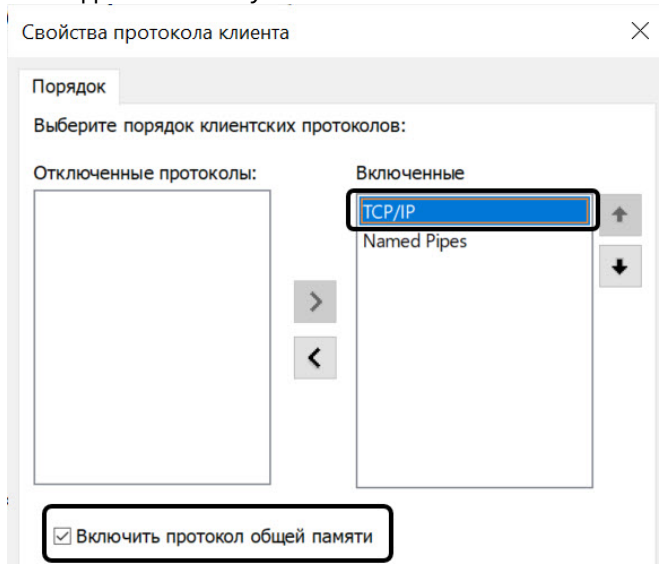 Свойства протокола клиента
Порядок
Выберите порядок клиентских протоколов:
Отключенные протоколы:
Включенные
TCP/IP
Named Pipes
Включить протокол общей памяти